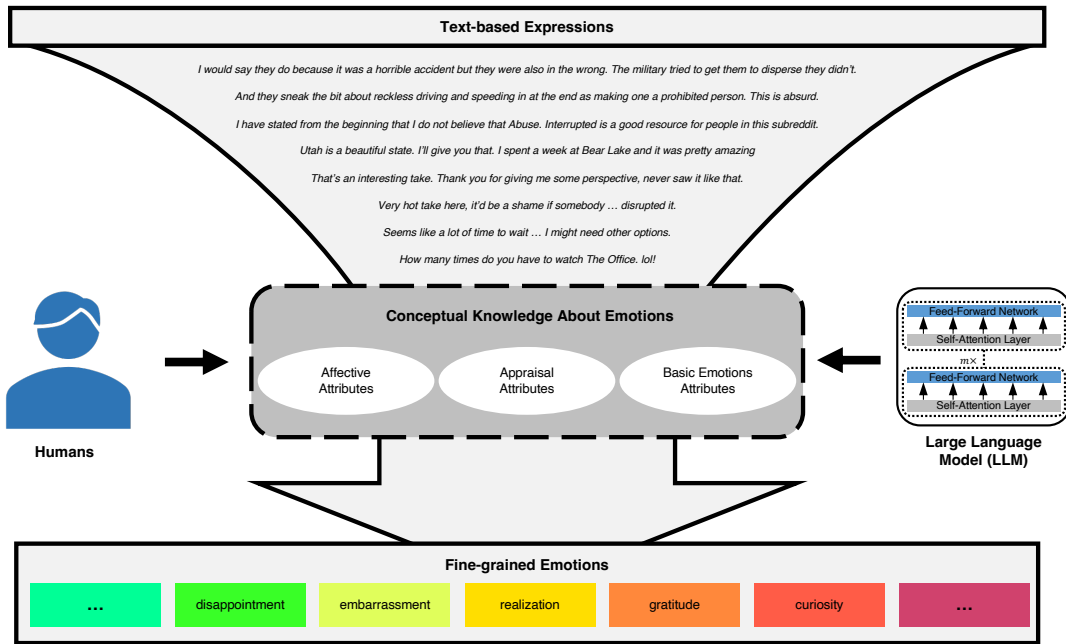 Text-based Expressions
I would say they do because it was a horrible accident but they were also in the wrong. The military tried to get them to disperse they didn't.
And they sneak the bit about reckless driving and speeding in at the end as making one a prohibited person. This is absurd.
I have stated from the beginning that I do not believe that Abuse. Interrupted is a good resource for people in this subreddit.
Utah is a beautiful state. I'll give you that. I spent a week at Bear Lake and it was pretty amazing
That's an interesting take. Thank you for giving me some perspective, never saw it like that.
Very hot take here, it'd be a shame if somebody … disrupted it.
Seems like a lot of time to wait … I might need other options.
How many times do you have to watch The Office. lol!
Conceptual Knowledge About Emotions
Affective
Attributes
Appraisal
Attributes
Basic Emotions
Attributes
Humans
Feed-Forward Network
Self-Attention Layer
m×
Feed-Forward Network
Self-Attention Layer
Large Language
Model (LLM)
Fine-grained Emotions
…
disappointment
embarrassment
realization
gratitude
curiosity
…